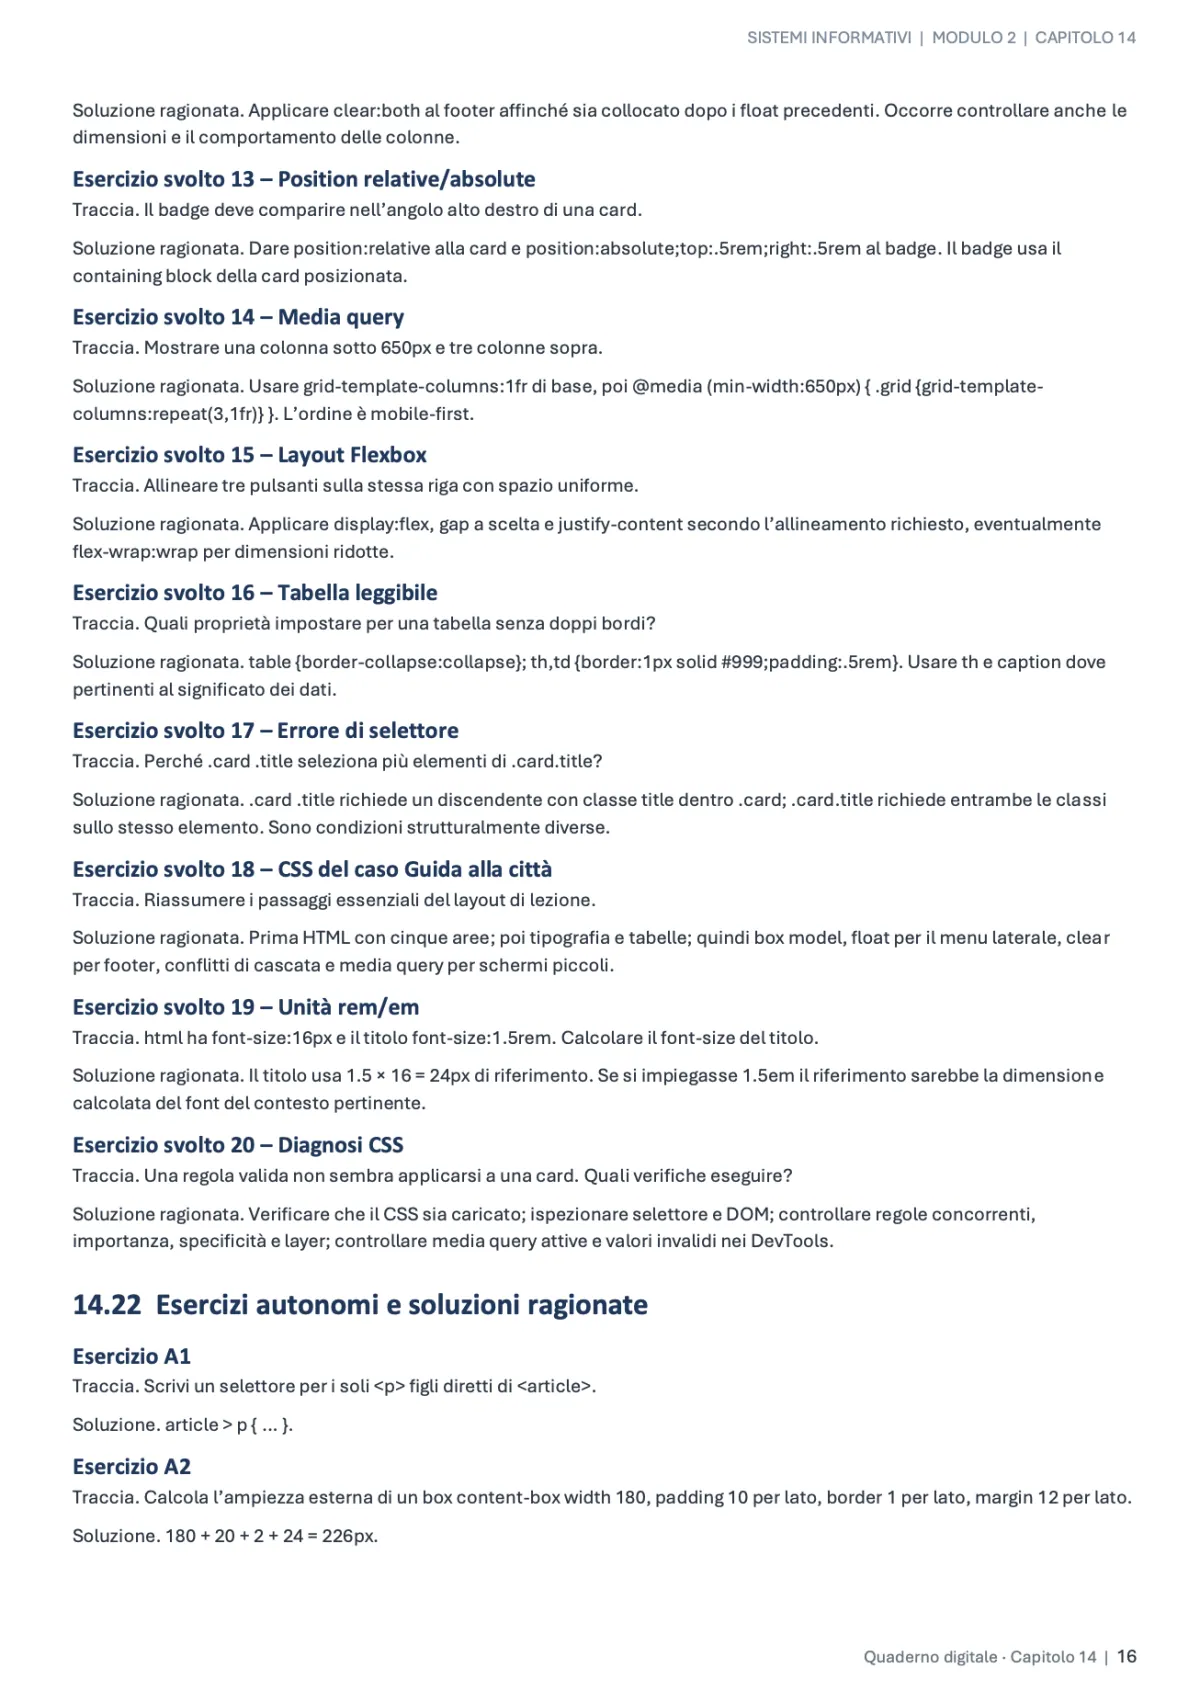 SISTEMI INFORMATIVI | MODULO 2 | CAPITOLO 14
Soluzione ragionata. Applicare clear:both al footer affinché sia collocato dopo i float precedenti. Occorre controllare anche le
dimensioni e il comportamento delle colonne.
Esercizio svolto 13 – Position relative/absolute
Traccia. Il badge deve comparire nell’angolo alto destro di una card.
Soluzione ragionata. Dare position:relative alla card e position:absolute;top:.5rem;right:.5rem al badge. Il badge usa il
containing block della card posizionata.
Esercizio svolto 14 – Media query
Traccia. Mostrare una colonna sotto 650px e tre colonne sopra.
Soluzione ragionata. Usare grid-template-columns:1fr di base, poi @media (min-width:650px) { .grid {grid-template-
columns:repeat(3,1fr)} }. L’ordine è mobile-first.
Esercizio svolto 15 – Layout Flexbox
Traccia. Allineare tre pulsanti sulla stessa riga con spazio uniforme.
Soluzione ragionata. Applicare display:flex, gap a scelta e justify-content secondo l’allineamento richiesto, eventualmente
flex-wrap:wrap per dimensioni ridotte.
Esercizio svolto 16 – Tabella leggibile
Traccia. Quali proprietà impostare per una tabella senza doppi bordi?
Soluzione ragionata. table {border-collapse:collapse}; th,td {border:1px solid #999;padding:.5rem}. Usare th e caption dove
pertinenti al significato dei dati.
Esercizio svolto 17 – Errore di selettore
Traccia. Perché .card .title seleziona più elementi di .card.title?
Soluzione ragionata. .card .title richiede un discendente con classe title dentro .card; .card.title richiede entrambe le classi
sullo stesso elemento. Sono condizioni strutturalmente diverse.
Esercizio svolto 18 – CSS del caso Guida alla città
Traccia. Riassumere i passaggi essenziali del layout di lezione.
Soluzione ragionata. Prima HTML con cinque aree; poi tipografia e tabelle; quindi box model, float per il menu laterale, clear
per footer, conflitti di cascata e media query per schermi piccoli.
Esercizio svolto 19 – Unità rem/em
Traccia. html ha font-size:16px e il titolo font-size:1.5rem. Calcolare il font-size del titolo.
Soluzione ragionata. Il titolo usa 1.5 × 16 = 24px di riferimento. Se si impiegasse 1.5em il riferimento sarebbe la dimensione
calcolata del font del contesto pertinente.
Esercizio svolto 20 – Diagnosi CSS
Traccia. Una regola valida non sembra applicarsi a una card. Quali verifiche eseguire?
Soluzione ragionata. Verificare che il CSS sia caricato; ispezionare selettore e DOM; controllare regole concorrenti,
importanza, specificità e layer; controllare media query attive e valori invalidi nei DevTools.
14.22 Esercizi autonomi e soluzioni ragionate
Esercizio A1
Traccia. Scrivi un selettore per i soli <p> figli diretti di <article>.
Soluzione. article > p { ... }.
Esercizio A2
Traccia. Calcola l’ampiezza esterna di un box content-box width 180, padding 10 per lato, border 1 per lato, margin 12 per lato.
Soluzione. 180 + 20 + 2 + 24 = 226px.
Quaderno digitale · Capitolo 14 | 16